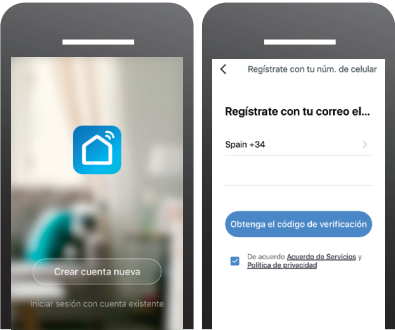 Crear cuenta nueva
Iniciar sesión con cuenta existente
Regístrate con tu núm. de celular
Regístrate con tu correo el...
Spain +34
Obtenga el código de verificación
De acuerdo Acuerdo de Servicios y
Política de privacidad